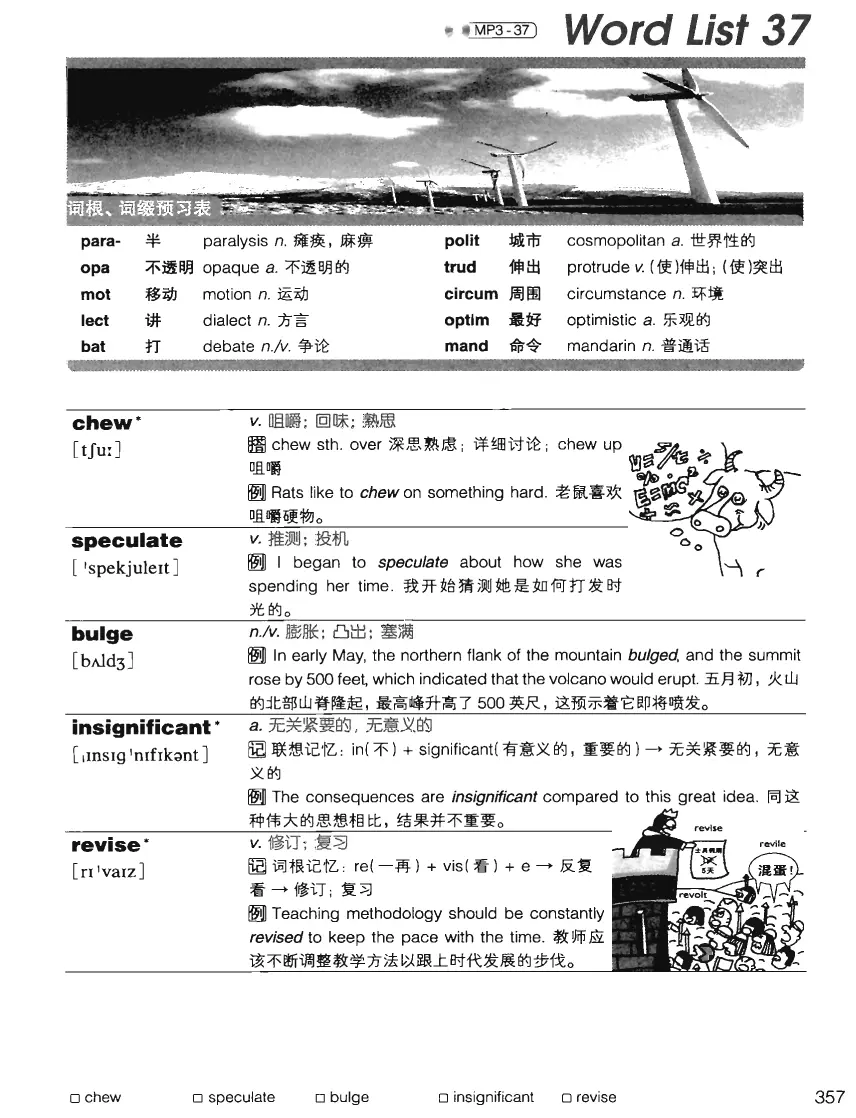 MP3-37 Word List 37
词根、词缀预习表
para- 半 paralysis n. 瘫痪，麻痹 polit 城市 cosmopolitan a. 世界性的
opa 不透明 opaque a. 不透明的 trud 伸出 protrude v. (使)伸出；(使)突出
mot 移动 motion n. 运动 circum 周围 circumstance n. 环境
lect 讲 dialect n. 方言 optim 最好 optimistic a. 乐观的
bat 打 debate n./v. 争论 mand 命令 mandarin n. 普通话
chew* v. 咀嚼；回味；熟思
[tʃuː] 搭 chew sth. over 深思熟虑；详细讨论；chew up
咀嚼
例 Rats like to chew on something hard. 老鼠喜欢
咀嚼硬物。
speculate v. 推测；投机
[ˈspekjuleɪt] 例 I began to speculate about how she was
spending her time. 我开始猜测她是如何打发时
光的。
bulge n./v. 膨胀；凸出；塞满
[bʌldʒ] 例 In early May, the northern flank of the mountain bulged, and the summit
rose by 500 feet, which indicated that the volcano would erupt. 五月初，火山
的北部山脊隆起，最高峰升高了 500 英尺，这预示着它即将喷发。
insignificant* a. 无关紧要的，无意义的
[ˌɪnsɪgˈnɪfɪkənt] 记 联想记忆：in(不) + significant(有意义的，重要的) → 无关紧要的，无意
义的
例 The consequences are insignificant compared to this great idea. 同这
种伟大的思想相比，结果并不重要。
revise* v. 修订；复习
[rɪˈvaɪz] 记 词根记忆：re(一再) + vis(看) + e → 反复
看 → 修订；复习
例 Teaching methodology should be constantly
revised to keep the pace with the time. 教师应
该不断调整教学方法以跟上时代发展的步伐。
revise
revile
5天
混蛋！
revolt
E=MC²
□ chew □ speculate □ bulge □ insignificant □ revise 357